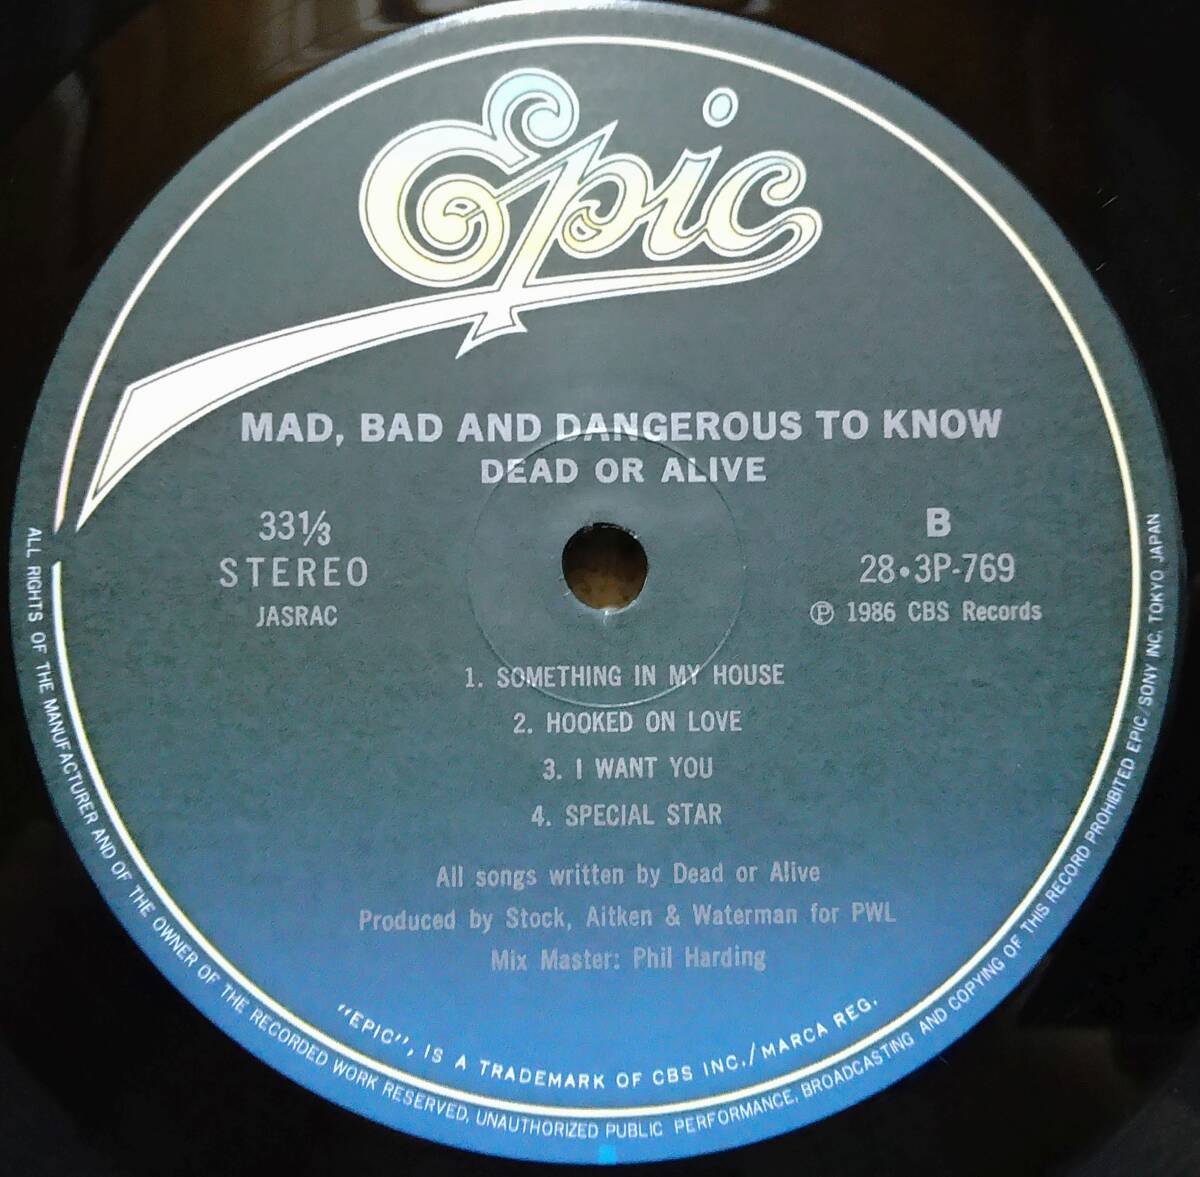 Epic
MAD, BAD AND DANGEROUS TO KNOW
DEAD OR ALIVE
33⅓
STEREO
JASRAC
B
28•3P-769
Ⓟ 1986 CBS Records
1. SOMETHING IN MY HOUSE
2. HOOKED ON LOVE
3. I WANT YOU
4. SPECIAL STAR
All songs written by Dead or Alive
Produced by Stock, Aitken & Waterman for PWL
Mix Master: Phil Harding
"EPIC", IS A TRADEMARK OF CBS INC./MARCA REG.
ALL RIGHTS OF THE MANUFACTURER AND OF THE OWNER OF THE RECORDED WORK RESERVED, UNAUTHORIZED PUBLIC PERFORMANCE, BROADCASTING AND COPYING OF THIS RECORD PROHIBITED EPIC/SONY INC. TOKYO JAPAN